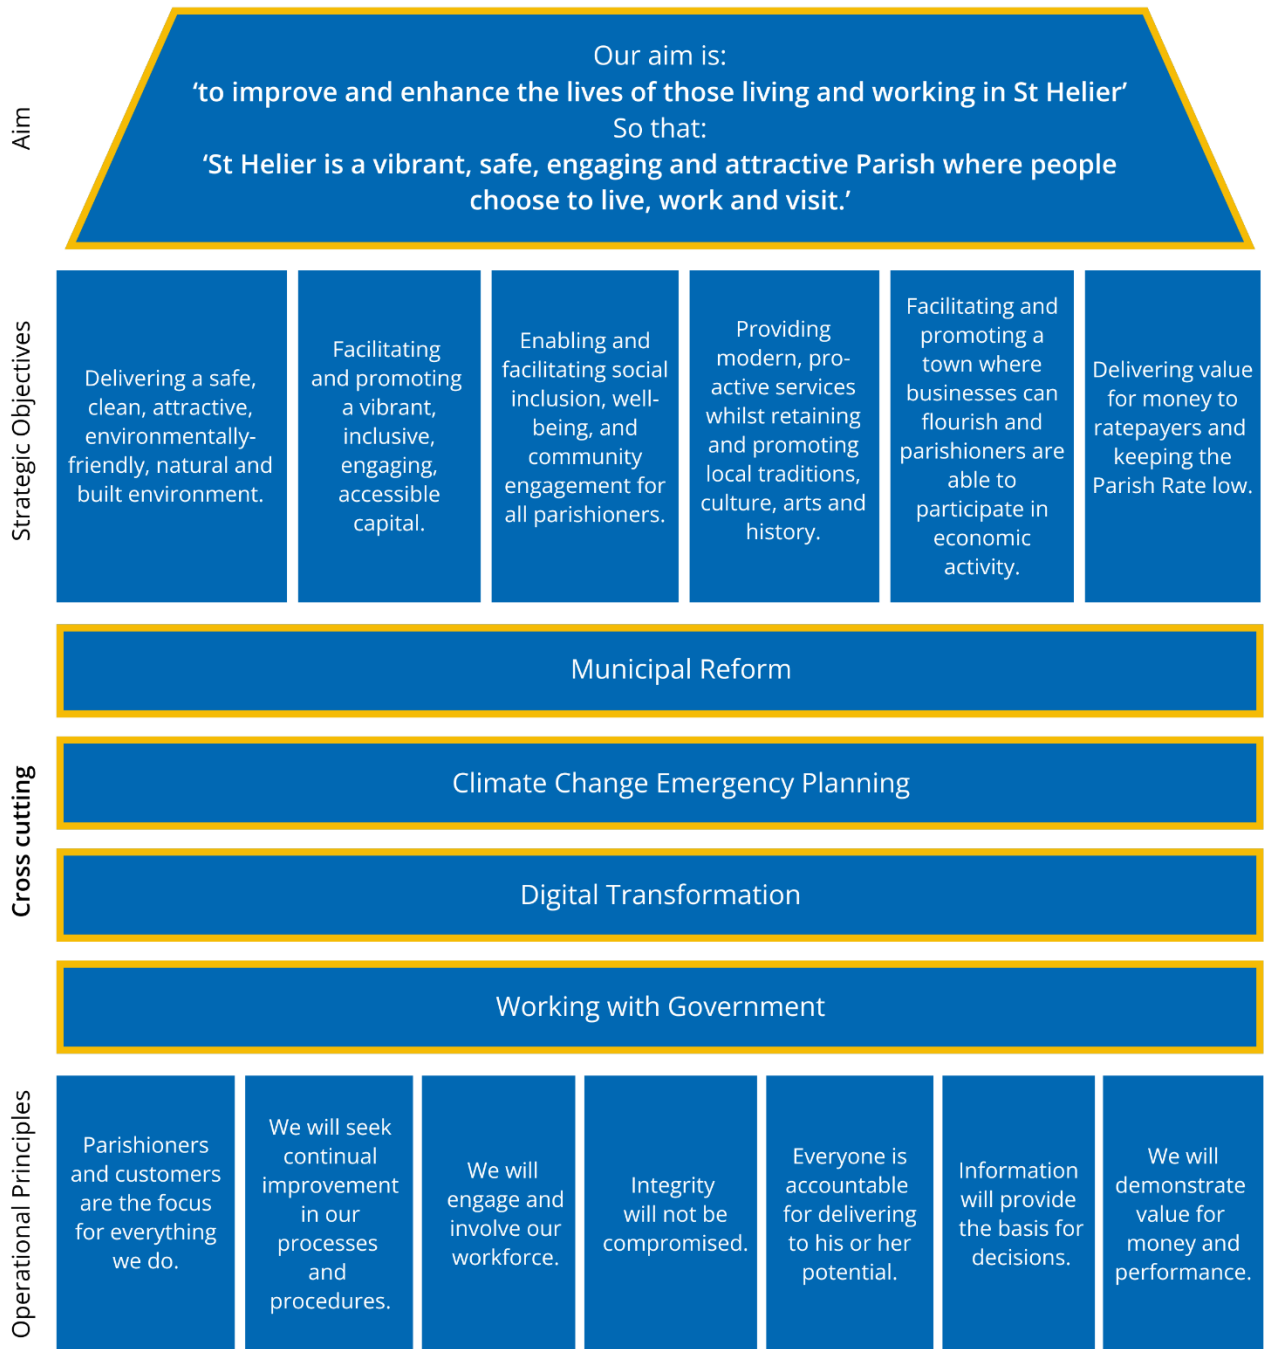 Aim
Our aim is:
‘to improve and enhance the lives of those living and working in St Helier’
So that:
‘St Helier is a vibrant, safe, engaging and attractive Parish where people
choose to live, work and visit.’
Strategic Objectives
Delivering a safe,
clean, attractive,
environmentally-
friendly, natural and
built environment.
Facilitating
and promoting
a vibrant,
inclusive,
engaging,
accessible
capital.
Enabling and
facilitating social
inclusion, well-
being, and
community
engagement for
all parishioners.
Providing
modern, pro-
active services
whilst retaining
and promoting
local traditions,
culture, arts and
history.
Facilitating and
promoting a
town where
businesses can
flourish and
parishioners are
able to
participate in
economic
activity.
Delivering value
for money to
ratepayers and
keeping the
Parish Rate low.
Cross cuting
Municipal Reform
Climate Change Emergency Planning
Digital Transformation
Working with Government
Operational Principles
Parishioners
and customers
are the focus
for everything
we do.
We will seek
continual
improvement
in our
processes
and
procedures.
We will
engage and
involve our
workforce.
Integrity
will not be
compromised.
Everyone is
accountable
for delivering
to his or her
potential.
Information
will provide
the basis for
decisions.
We will
demonstrate
value for
money and
performance.